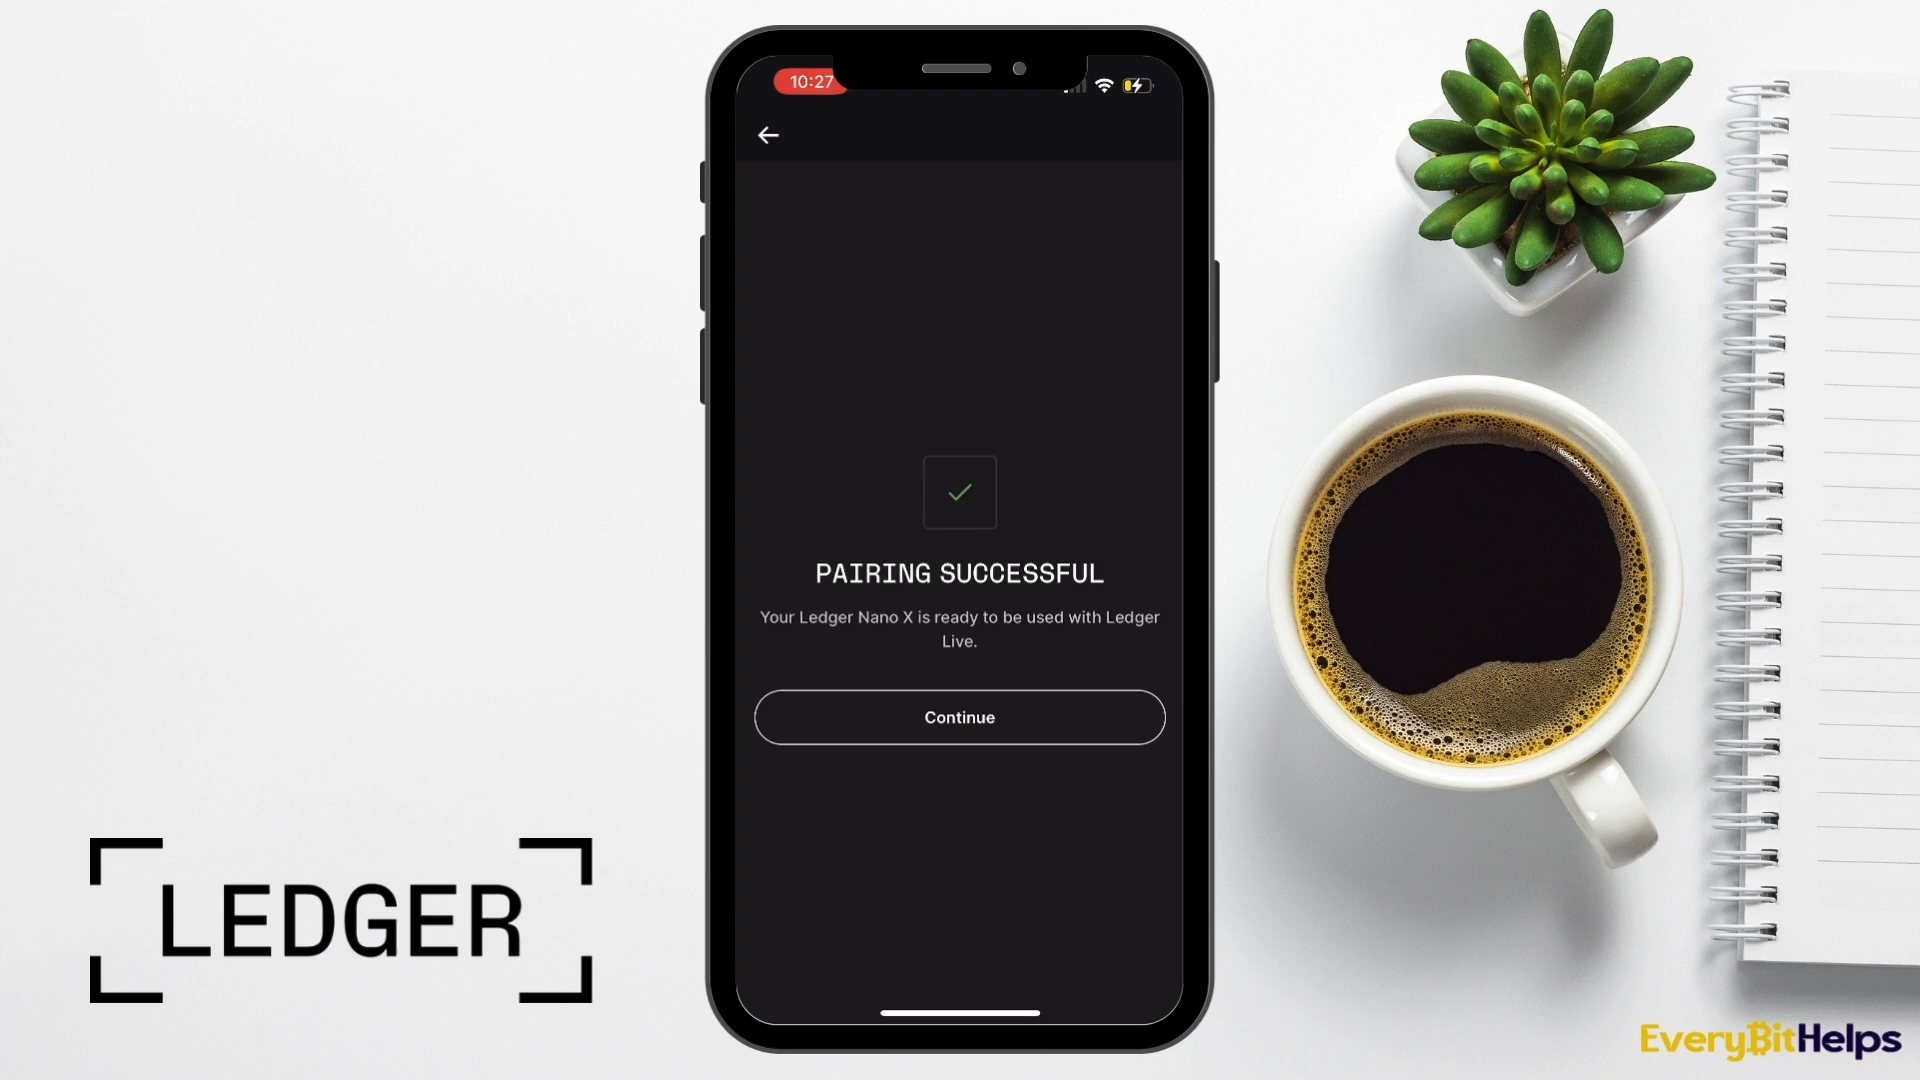 10:27
PAIRING SUCCESSFUL
Your Ledger Nano X is ready to be used with Ledger
Live.
Continue
LEDGER
EveryBitHelps